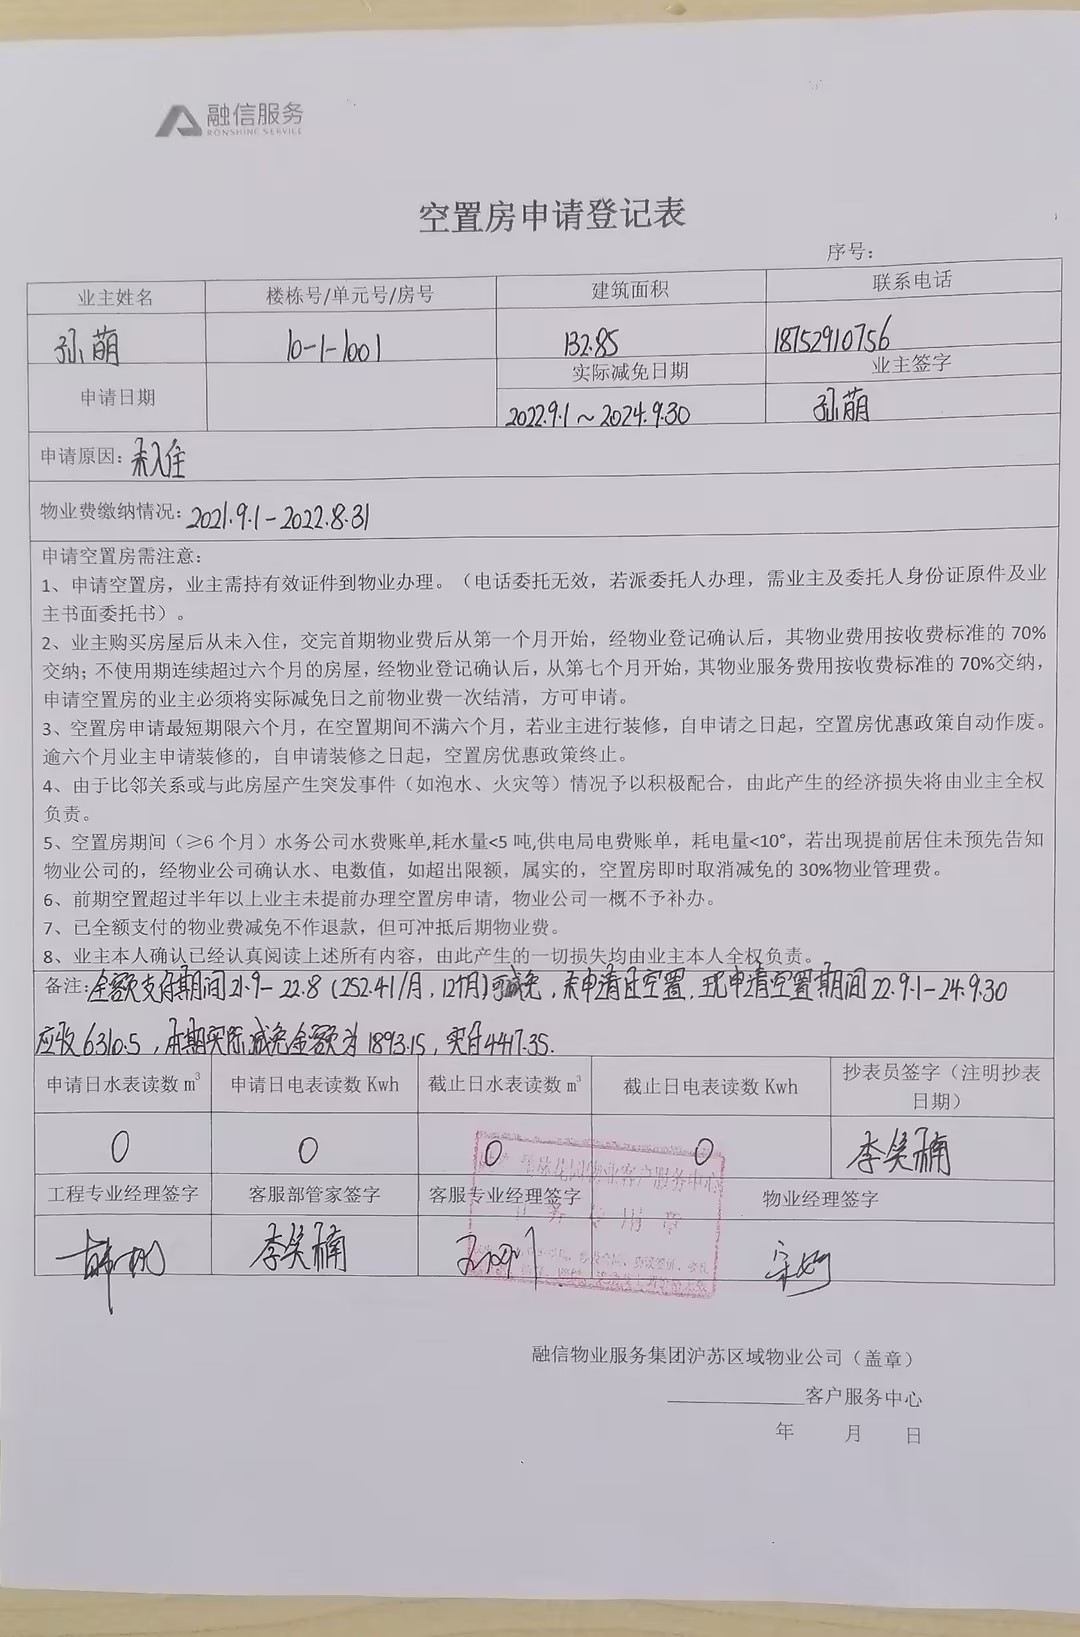 融信服务
RONSHINE SERVICE
空置房申请登记表
序号：
业主姓名 楼栋号/单元号/房号 建筑面积 联系电话
孙萌 10-1-1001 132.85 18752910756
申请日期 实际减免日期 业主签字
2022.9.1～2024.9.30 孙萌
申请原因：未入住
物业费缴纳情况：2021.9.1-2022.8.31
申请空置房需注意：
1、申请空置房，业主需持有效证件到物业办理。（电话委托无效，若派委托人办理，需业主及委托人身份证原件及业
主书面委托书）。
2、业主购买房屋后从未入住，交完首期物业费后从第一个月开始，经物业登记确认后，其物业费用按收费标准的 70%
交纳；不使用期连续超过六个月的房屋，经物业登记确认后，从第七个月开始，其物业服务费用按收费标准的 70%交纳，
申请空置房的业主必须将实际减免日之前物业费一次结清，方可申请。
3、空置房申请最短期限六个月，在空置期间不满六个月，若业主进行装修，自申请之日起，空置房优惠政策自动作废。
逾六个月业主申请装修的，自申请装修之日起，空置房优惠政策终止。
4、由于比邻关系或与此房屋产生突发事件（如泡水、火灾等）情况予以积极配合，由此产生的经济损失将由业主全权
负责。
5、空置房期间（≥6 个月）水务公司水费账单,耗水量<5 吨,供电局电费账单，耗电量<10°，若出现提前居住未预先告知
物业公司的，经物业公司确认水、电数值，如超出限额，属实的，空置房即时取消减免的 30%物业管理费。
6、前期空置超过半年以上业主未提前办理空置房申请，物业公司一概不予补办。
7、已全额支付的物业费减免不作退款，但可冲抵后期物业费。
8、业主本人确认已经认真阅读上述所有内容，由此产生的一切损失均由业主本人全权负责。
备注：全额支付期间21.9-22.8（252.41/月，12个月）可减免，未申请过空置，现申请空置期间22.9.1-24.9.30
应收6310.5，本期实际减免金额为1893.15，实付4417.35.
申请日水表读数 m³ 申请日电表读数 Kwh 截止日水表读数 m³ 截止日电表读数 Kwh 抄表员签字（注明抄表
日期）
0 0 0 0 李笑楠
工程专业经理签字 客服部管家签字 客服专业经理签字 物业经理签字
李笑楠
物业客户服务中心
业务专用章
融信物业服务集团沪苏区域物业公司（盖章）
客户服务中心
年 月 日